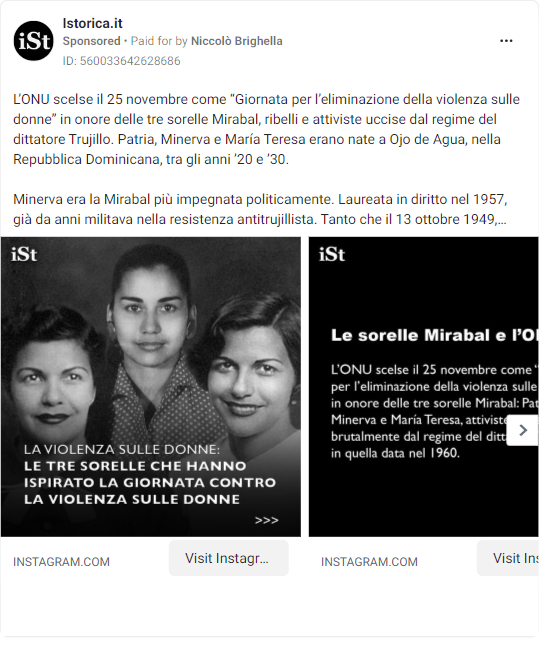 iSt
Istorica.it
Sponsored • Paid for by Niccolò Brighella
ID: 560033642628686
L'ONU scelse il 25 novembre come “Giornata per l'eliminazione della violenza sulle
donne” in onore delle tre sorelle Mirabal, ribelli e attiviste uccise dal regime del
dittatore Trujillo. Patria, Minerva e María Teresa erano nate a Ojo de Agua, nella
Repubblica Dominicana, tra gli anni '20 e '30.
Minerva era la Mirabal più impegnata politicamente. Laureata in diritto nel 1957,
già da anni militava nella resistenza antitrujillista. Tanto che il 13 ottobre 1949,...
iSt
LA VIOLENZA SULLE DONNE:
LE TRE SORELLE CHE HANNO
ISPIRATO LA GIORNATA CONTRO
LA VIOLENZA SULLE DONNE
>>>
INSTAGRAM.COM
Visit Instagr...
iSt
Le sorelle Mirabal e l'O
L'ONU scelse il 25 novembre come “
per l'eliminazione della violenza sulle
in onore delle tre sorelle Mirabal: Pat
Minerva e María Teresa, attiviste
brutalmente dal regime del ditt
in quella data nel 1960.
INSTAGRAM.COM
Visit Ins